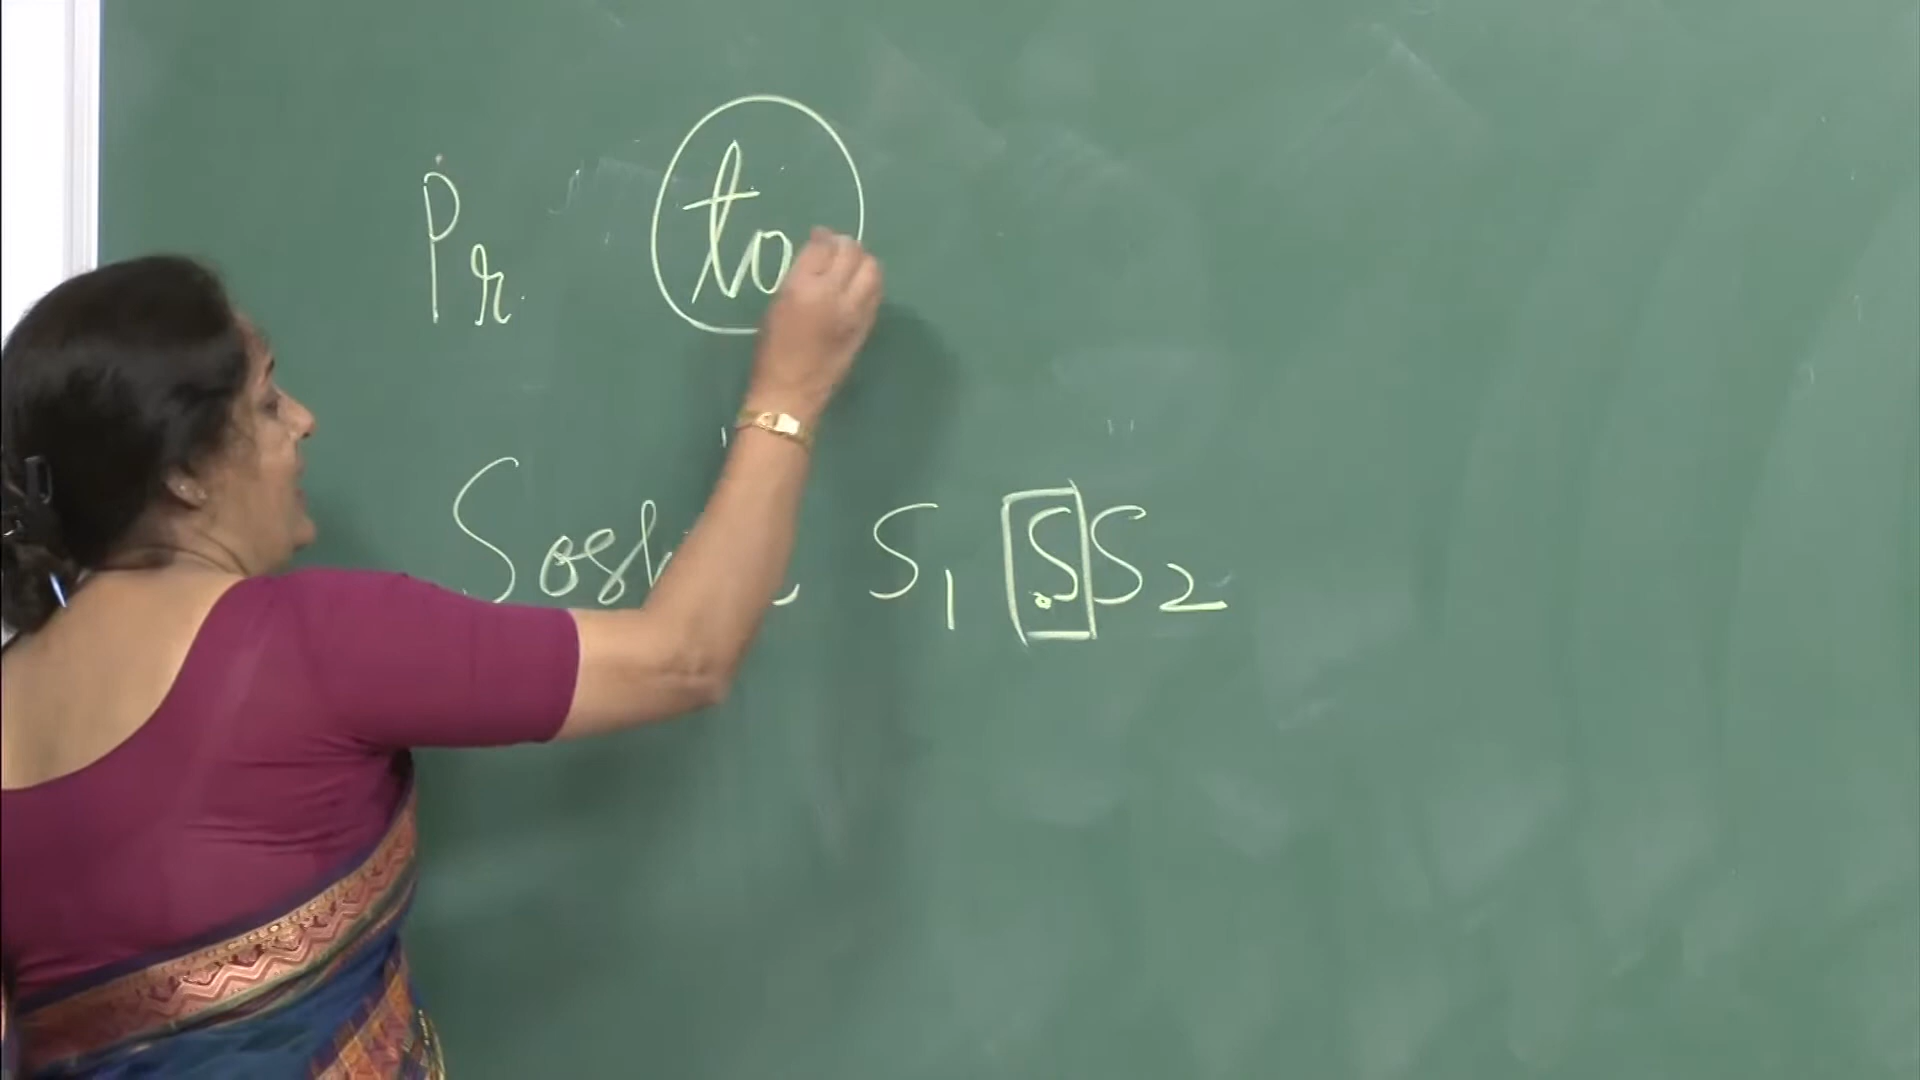 Pr to
S₁ S S₂